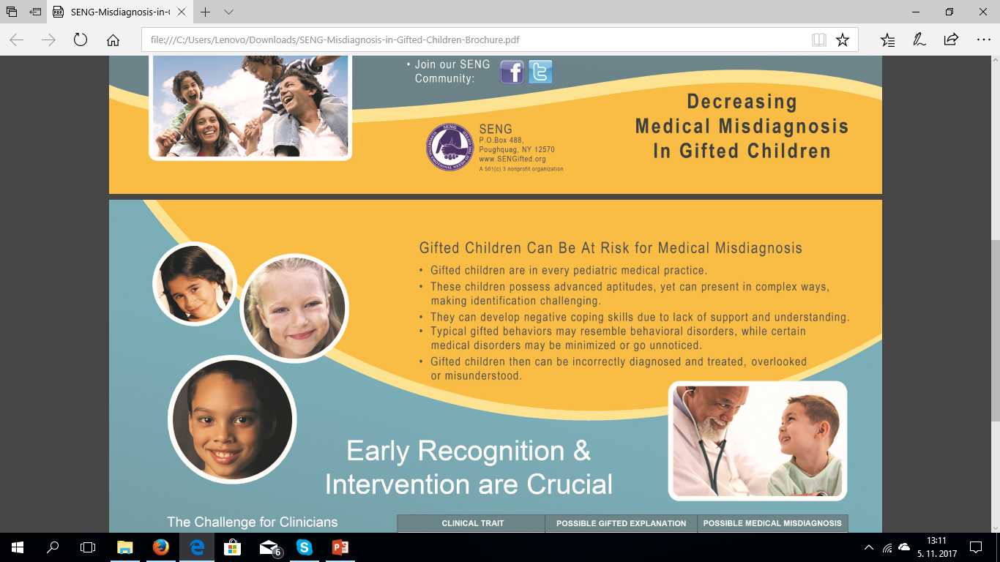 SENG-Misdiagnosis-in-G
file:///C:/Users/Lenovo/Downloads/SENG-Misdiagnosis-in-Gifted-Children-Brochure.pdf
• Join our SENG
Community:
Decreasing
Medical Misdiagnosis
In Gifted Children
SENG
SUPPORTING EMOTIONAL NEEDS OF THE GIFTED
SENG
P.O.Box 488,
Poughquag, NY 12570
www.SENGifted.org
A 501(c) 3 nonprofit organization
Gifted Children Can Be At Risk for Medical Misdiagnosis
• Gifted children are in every pediatric medical practice.
• These children possess advanced aptitudes, yet can present in complex ways,
making identification challenging.
• They can develop negative coping skills due to lack of support and understanding.
• Typical gifted behaviors may resemble behavioral disorders, while certain
medical disorders may be minimized or go unnoticed.
• Gifted children then can be incorrectly diagnosed and treated, overlooked
or misunderstood.
Early Recognition &
Intervention are Crucial
The Challenge for Clinicians
CLINICAL TRAIT
POSSIBLE GIFTED EXPLANATION
POSSIBLE MEDICAL MISDIAGNOSIS
6
13:11
5. 11. 2017